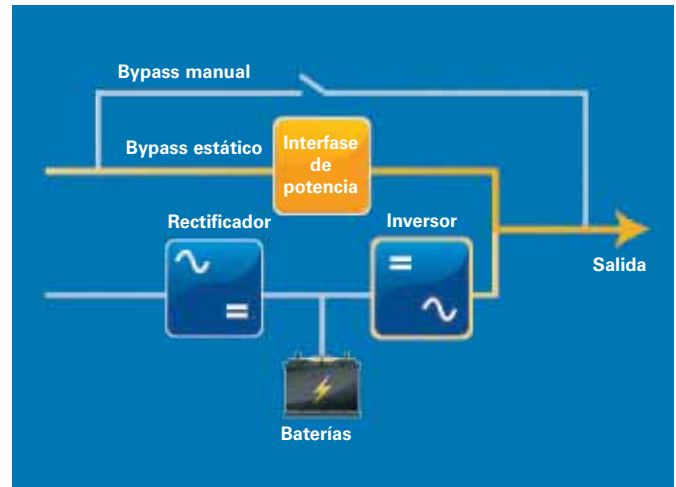 Bypass manual
Bypass estático
Interfase
de
potencia
Rectificador
Inversor
Salida
Baterías